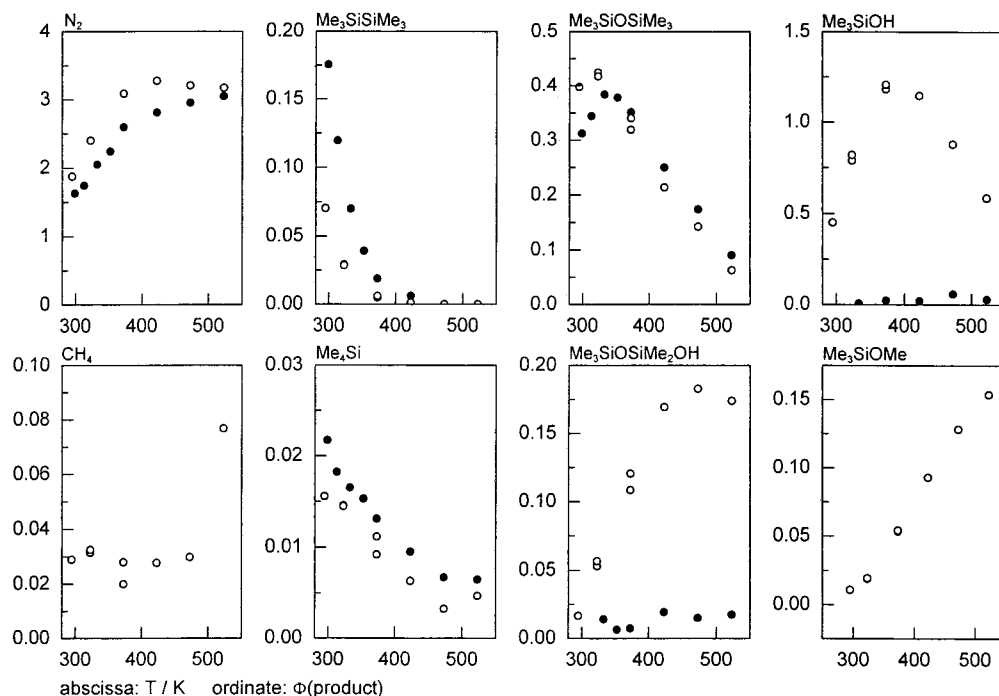 N₂ Me₃SiSiMe₃ Me₃SiOSiMe₃ Me₃SiOH
4 0.20 0.5 1.5
0.4
3 0.15
0.3 1.0
2 0.10
0.2
0.5
1 0.05
0.1
0 0.00 0.0 0.0
300 400 500 300 400 500 300 400 500 300 400 500
CH₄ Me₄Si Me₃SiOSiMe₂OH Me₃SiOMe
0.10 0.03 0.20
0.08 0.15
0.15
0.02
0.06 0.10
0.10
0.04 0.05
0.01
0.05
0.02 0.00
0.00 0.00 0.00
300 400 500 300 400 500 300 400 500 300 400 500
abscissa: T / K ordinate: Φ(product)